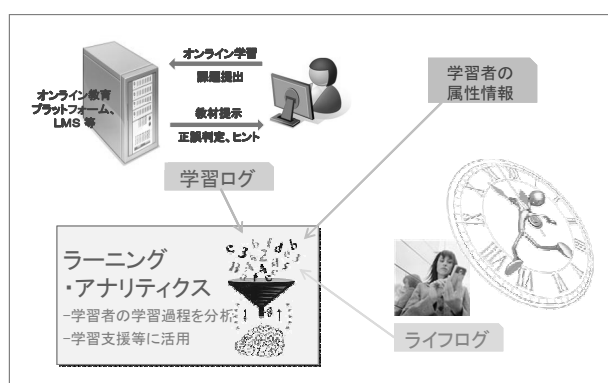 オンライン学習
課題提出
オンライン教育
プラットフォーム、
LMS 等
教材提示
正誤判定、ヒント
学習者の
属性情報
学習ログ
ラーニング
・アナリティクス
-学習者の学習過程を分析
-学習支援等に活用
ライフログ